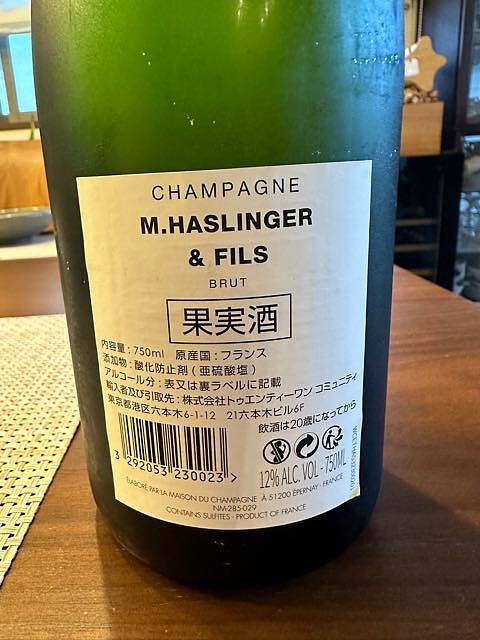 CHAMPAGNE
M.HASLINGER
& FILS
BRUT
果実酒
内容量：750ml　原産国：フランス
添加物：酸化防止剤（亜硫酸塩）
アルコール分：表又は裏ラベルに記載
輸入者及び引取先：株式会社トゥエンティーワン コミュニティ
東京都港区六本木6-1-12　21六本木ビル6F
飲酒は20歳になってから
3 292053 230023 >
12% ALC. VOL - 750ML
ÉLABORÉ PAR LA MAISON DU CHAMPAGNE À 51200 ÉPERNAY - FRANCE
NM-285-029
CONTAINS SULFITES - PRODUCT OF FRANCE